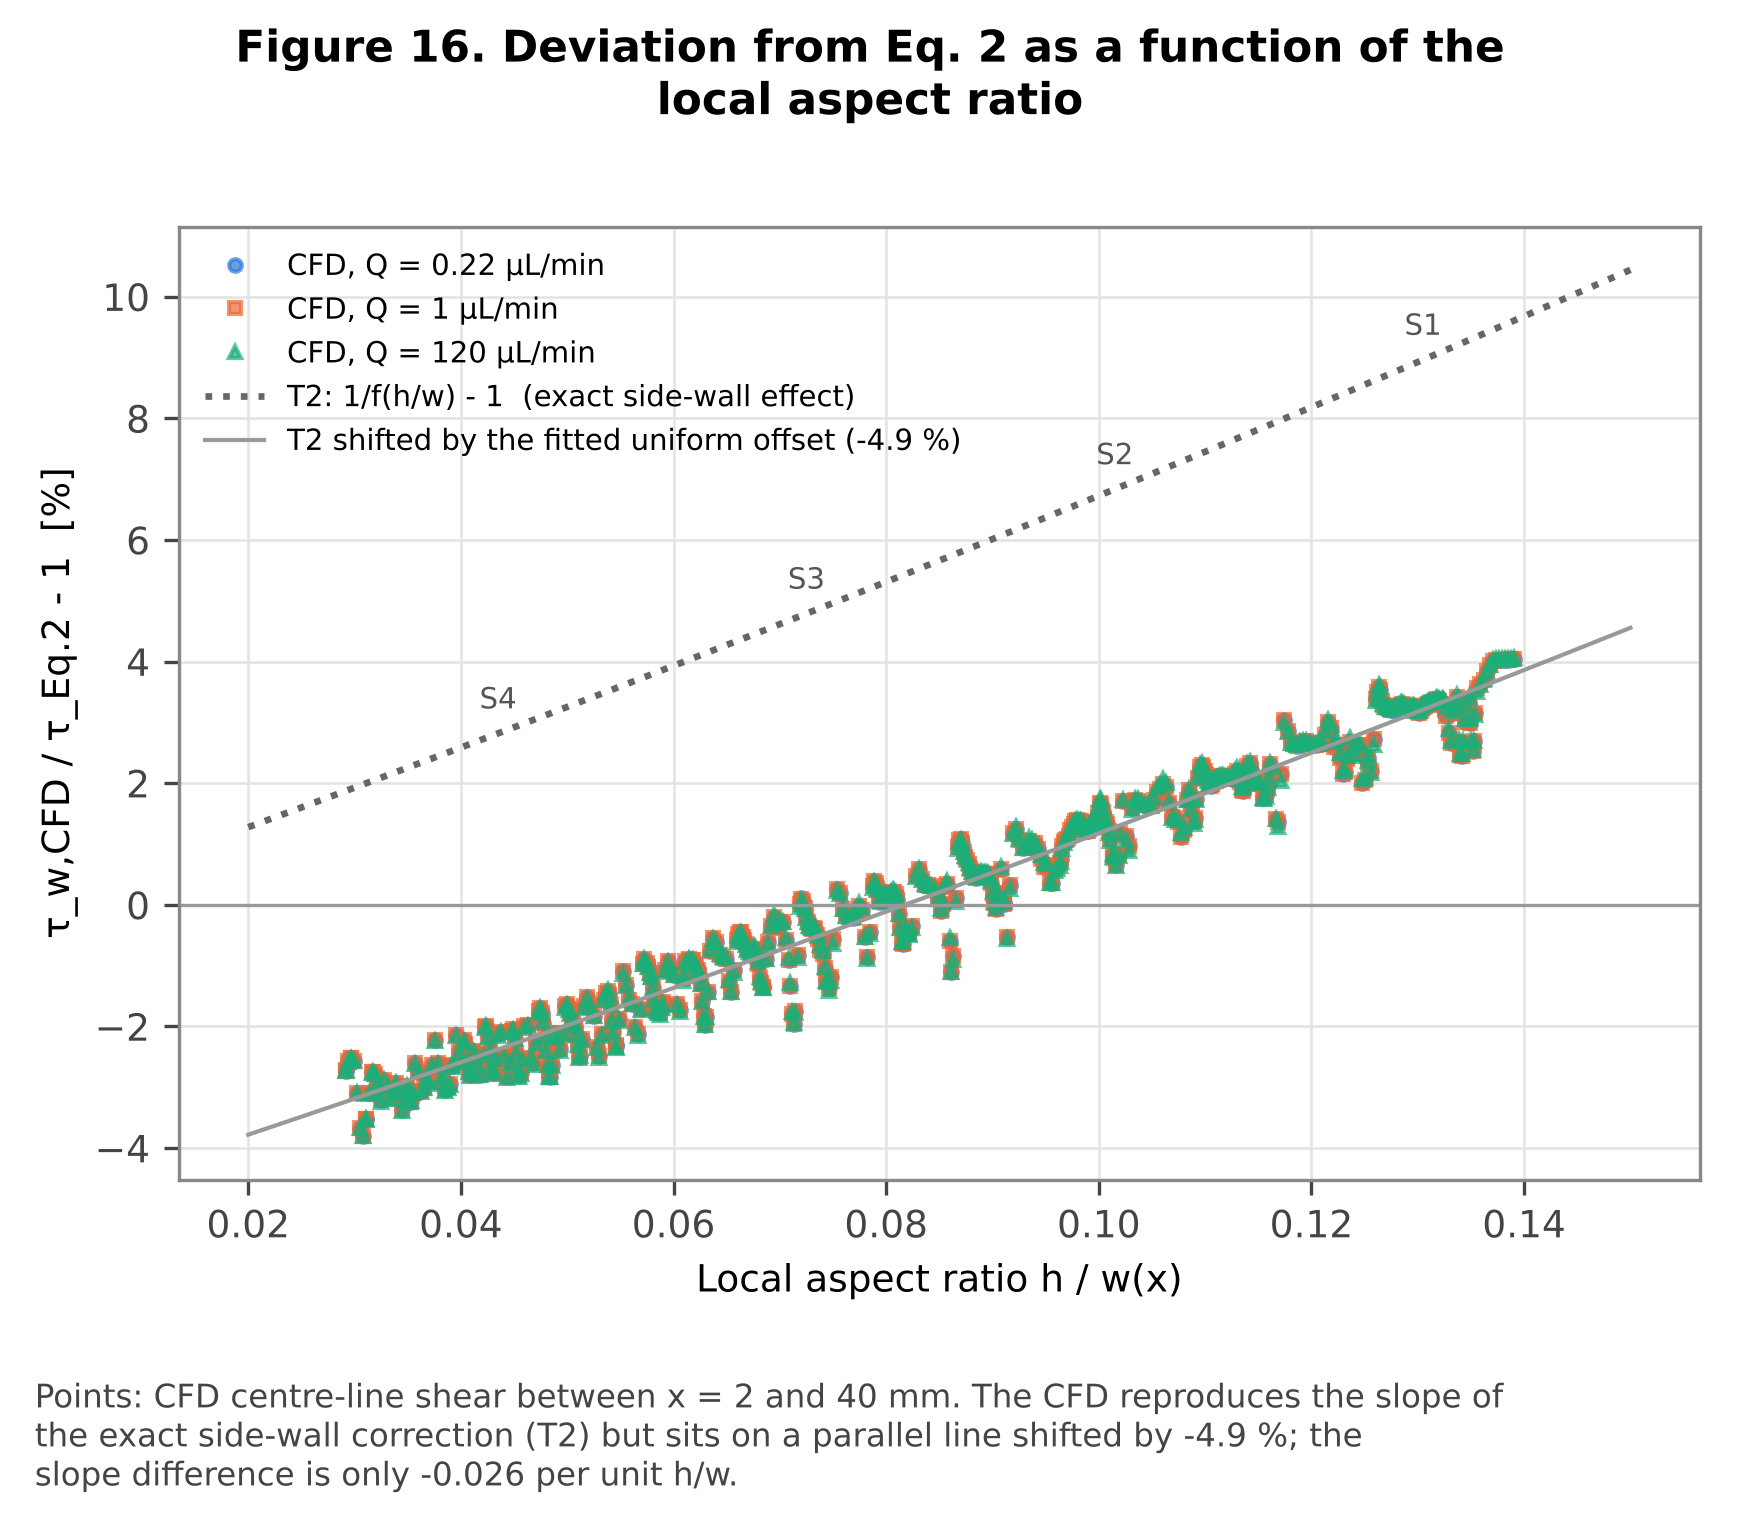 Figure 16. Deviation from Eq. 2 as a function of the
local aspect ratio
CFD, Q = 0.22 µL/min
CFD, Q = 1 µL/min
CFD, Q = 120 µL/min
T2: 1/f(h/w) - 1  (exact side-wall effect)
T2 shifted by the fitted uniform offset (-4.9 %)
S1
S2
S3
S4
τ_w,CFD / τ_Eq.2 - 1  [%]
10
8
6
4
2
0
−2
−4
0.02
0.04
0.06
0.08
0.10
0.12
0.14
Local aspect ratio h / w(x)
Points: CFD centre-line shear between x = 2 and 40 mm. The CFD reproduces the slope of
the exact side-wall correction (T2) but sits on a parallel line shifted by -4.9 %; the
slope difference is only -0.026 per unit h/w.